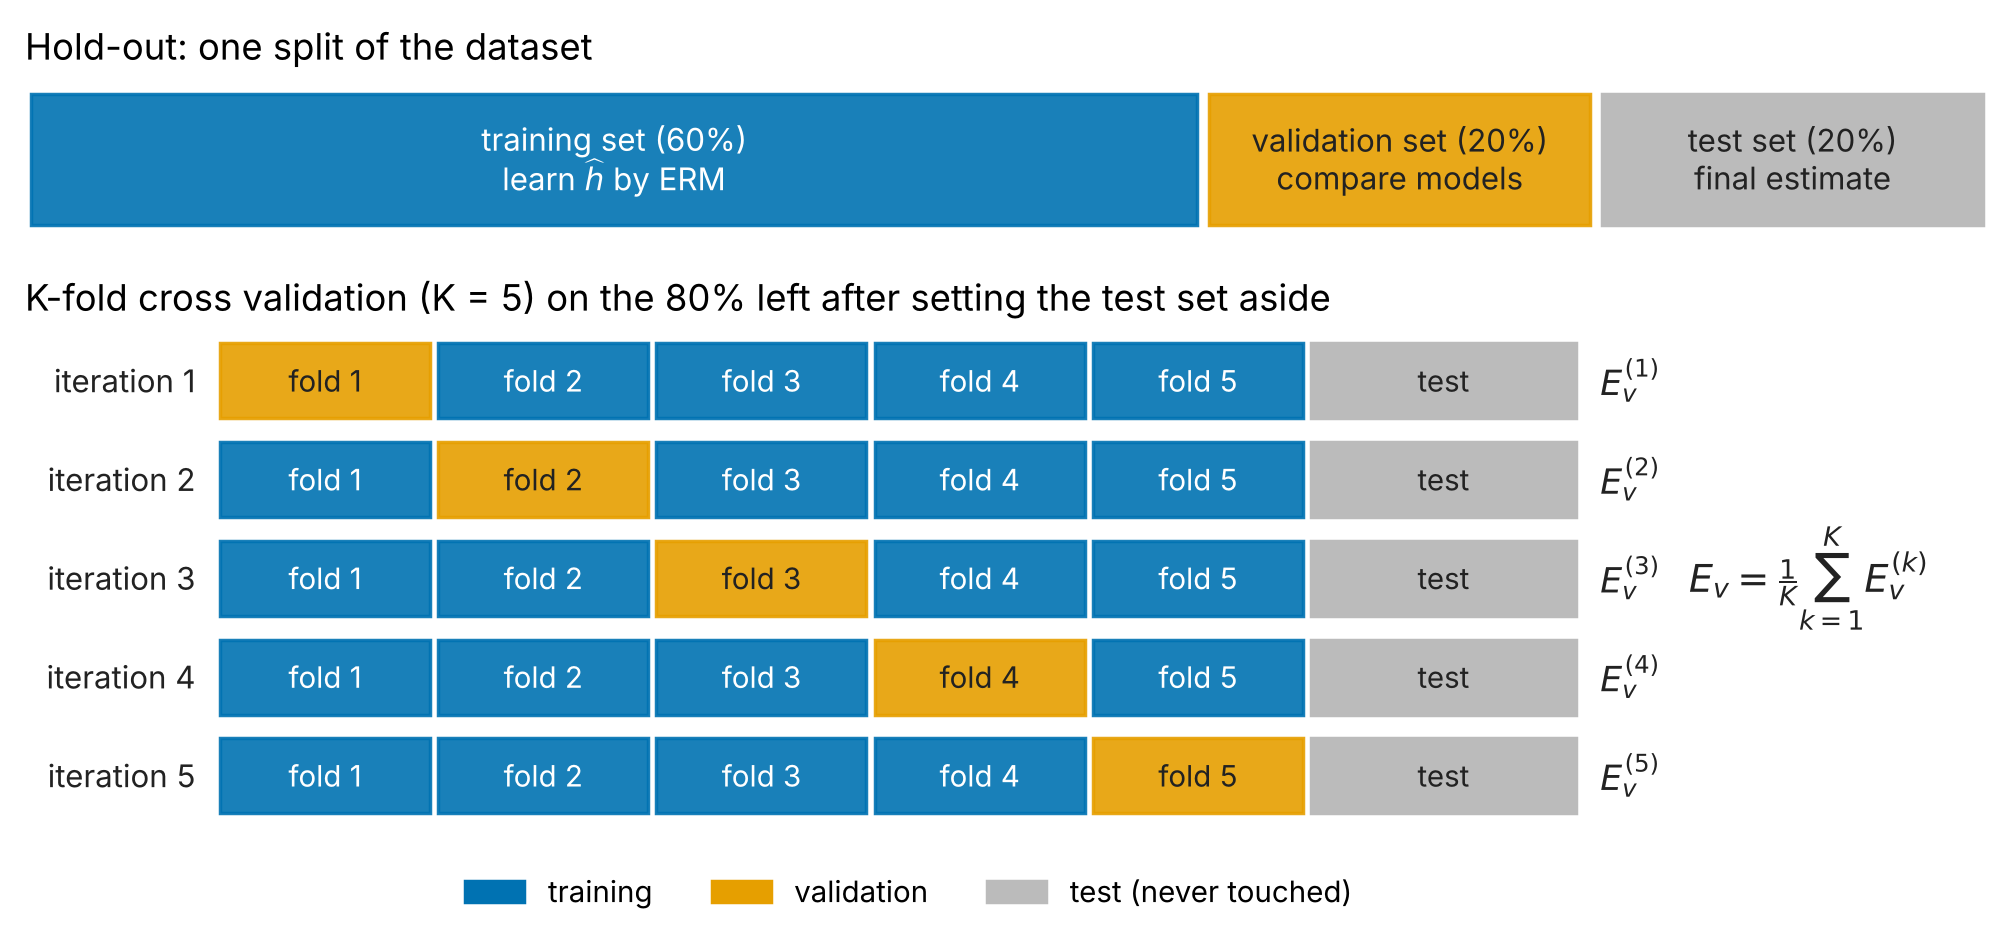 Hold-out: one split of the dataset
training set (60%)
learn ĥ by ERM
validation set (20%)
compare models
test set (20%)
final estimate
K-fold cross validation (K = 5) on the 80% left after setting the test set aside
iteration 1 fold 1 fold 2 fold 3 fold 4 fold 5 test E_v^{(1)}
iteration 2 fold 1 fold 2 fold 3 fold 4 fold 5 test E_v^{(2)}
iteration 3 fold 1 fold 2 fold 3 fold 4 fold 5 test E_v^{(3)} E_v = \frac{1}{K} \sum_{k=1}^{K} E_v^{(k)}
iteration 4 fold 1 fold 2 fold 3 fold 4 fold 5 test E_v^{(4)}
iteration 5 fold 1 fold 2 fold 3 fold 4 fold 5 test E_v^{(5)}
training validation test (never touched)